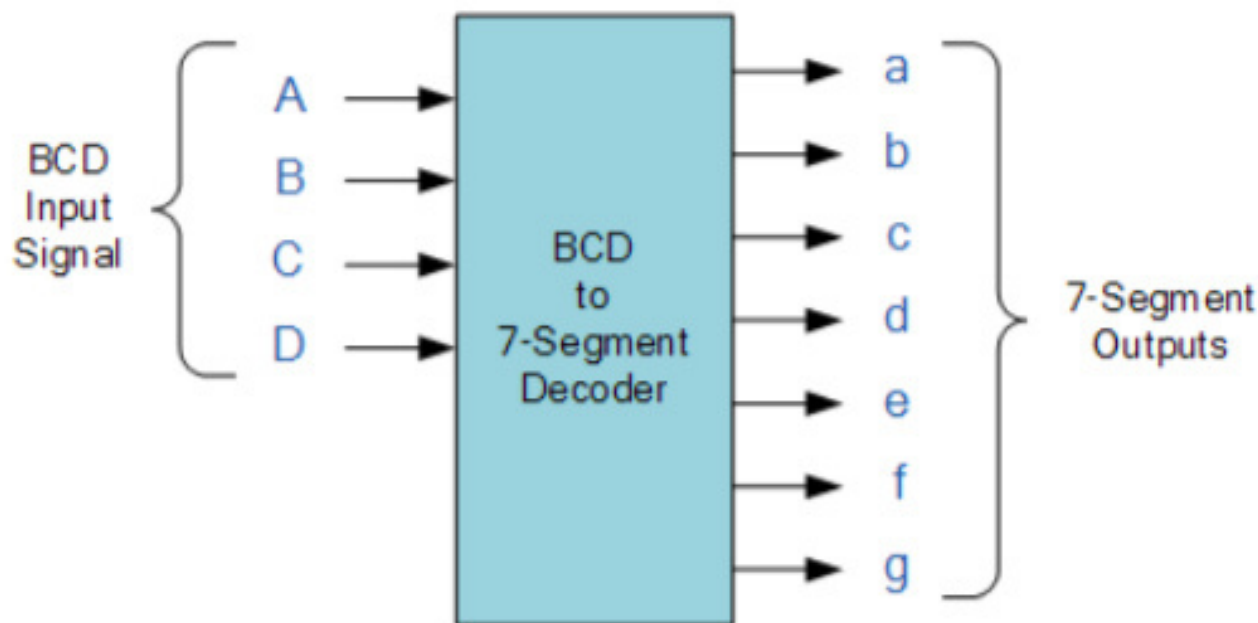 BCD
Input
Signal
A
B
C
D
BCD
to
7-Segment
Decoder
a
b
c
d
e
f
g
7-Segment
Outputs